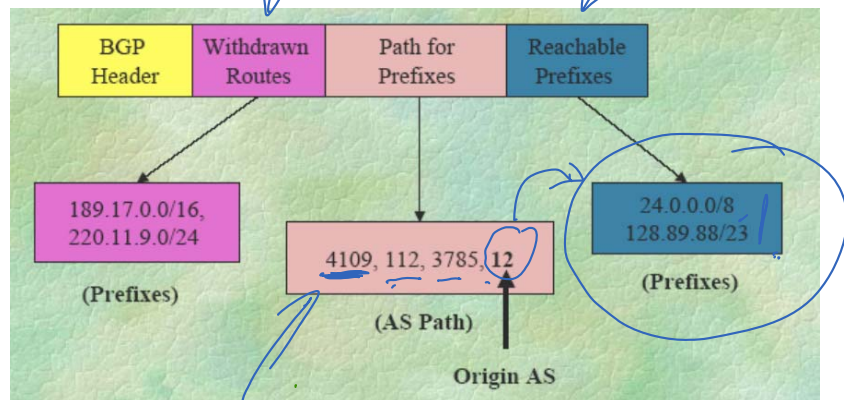 BGP Header
Withdrawn Routes
Path for Prefixes
Reachable Prefixes
189.17.0.0/16,
220.11.9.0/24
(Prefixes)
4109, 112, 3785, 12
(AS Path)
Origin AS
24.0.0.0/8
128.89.88/23
(Prefixes)